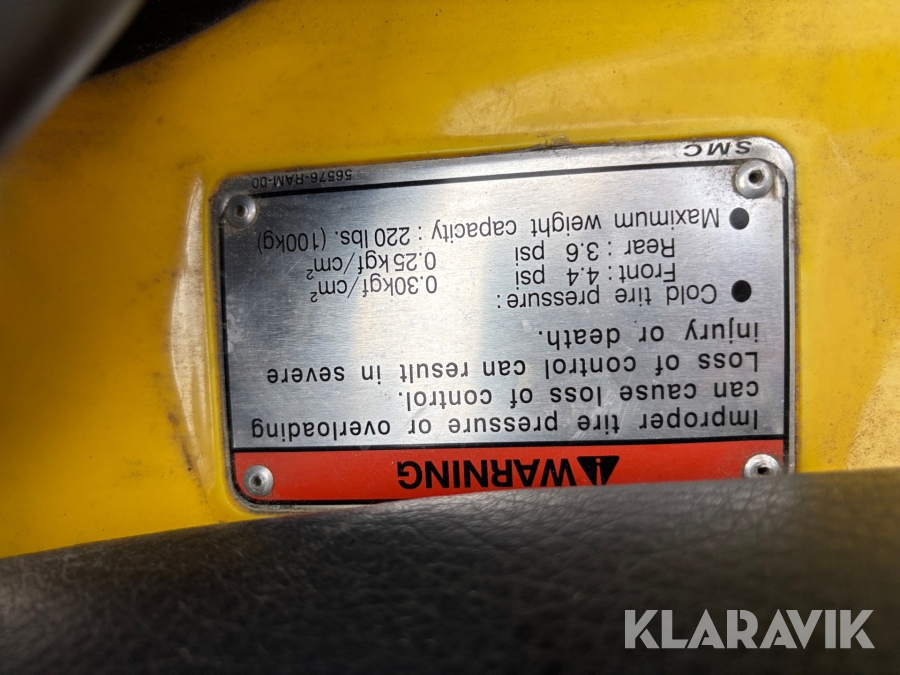 ⚠WARNING
Improper tire pressure or overloading
can cause loss of control.
Loss of control can result in severe
injury or death.
● Cold tire pressure:
Front : 4.4 psi 0.30kgf/cm²
Rear : 3.6 psi 0.25kgf/cm²
● Maximum weight capacity : 220 lbs. (100kg)
SMC 56576-RAM-00
KLARAVIK